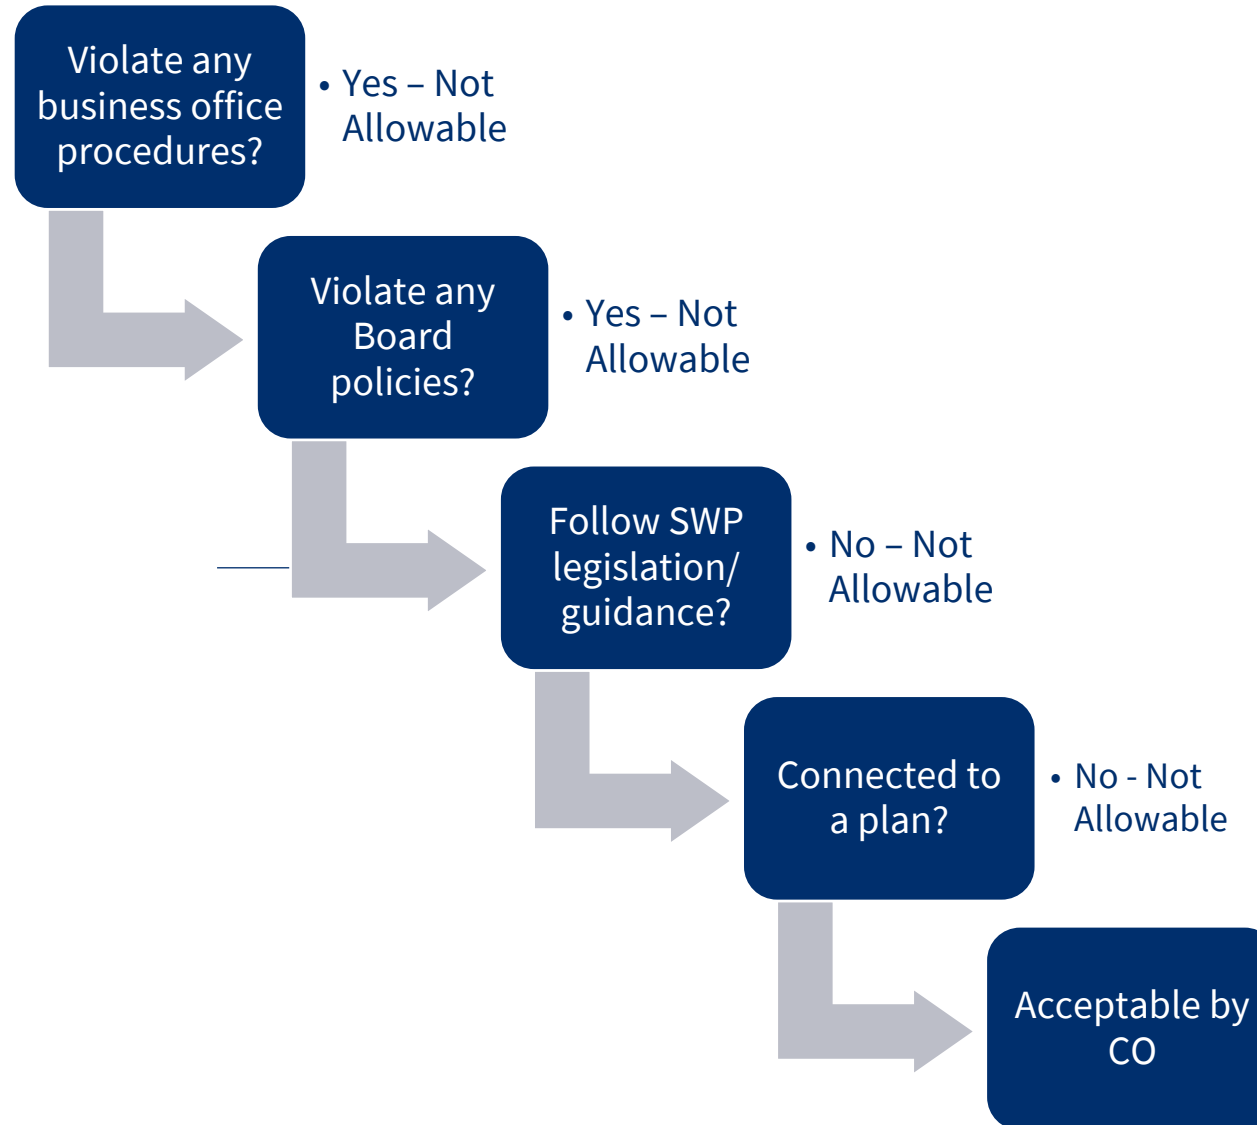 Violate any
business office
procedures?
• Yes – Not
Allowable
Violate any
Board
policies?
• Yes – Not
Allowable
Follow SWP
legislation/
guidance?
• No – Not
Allowable
Connected to
a plan?
• No - Not
Allowable
Acceptable by
CO